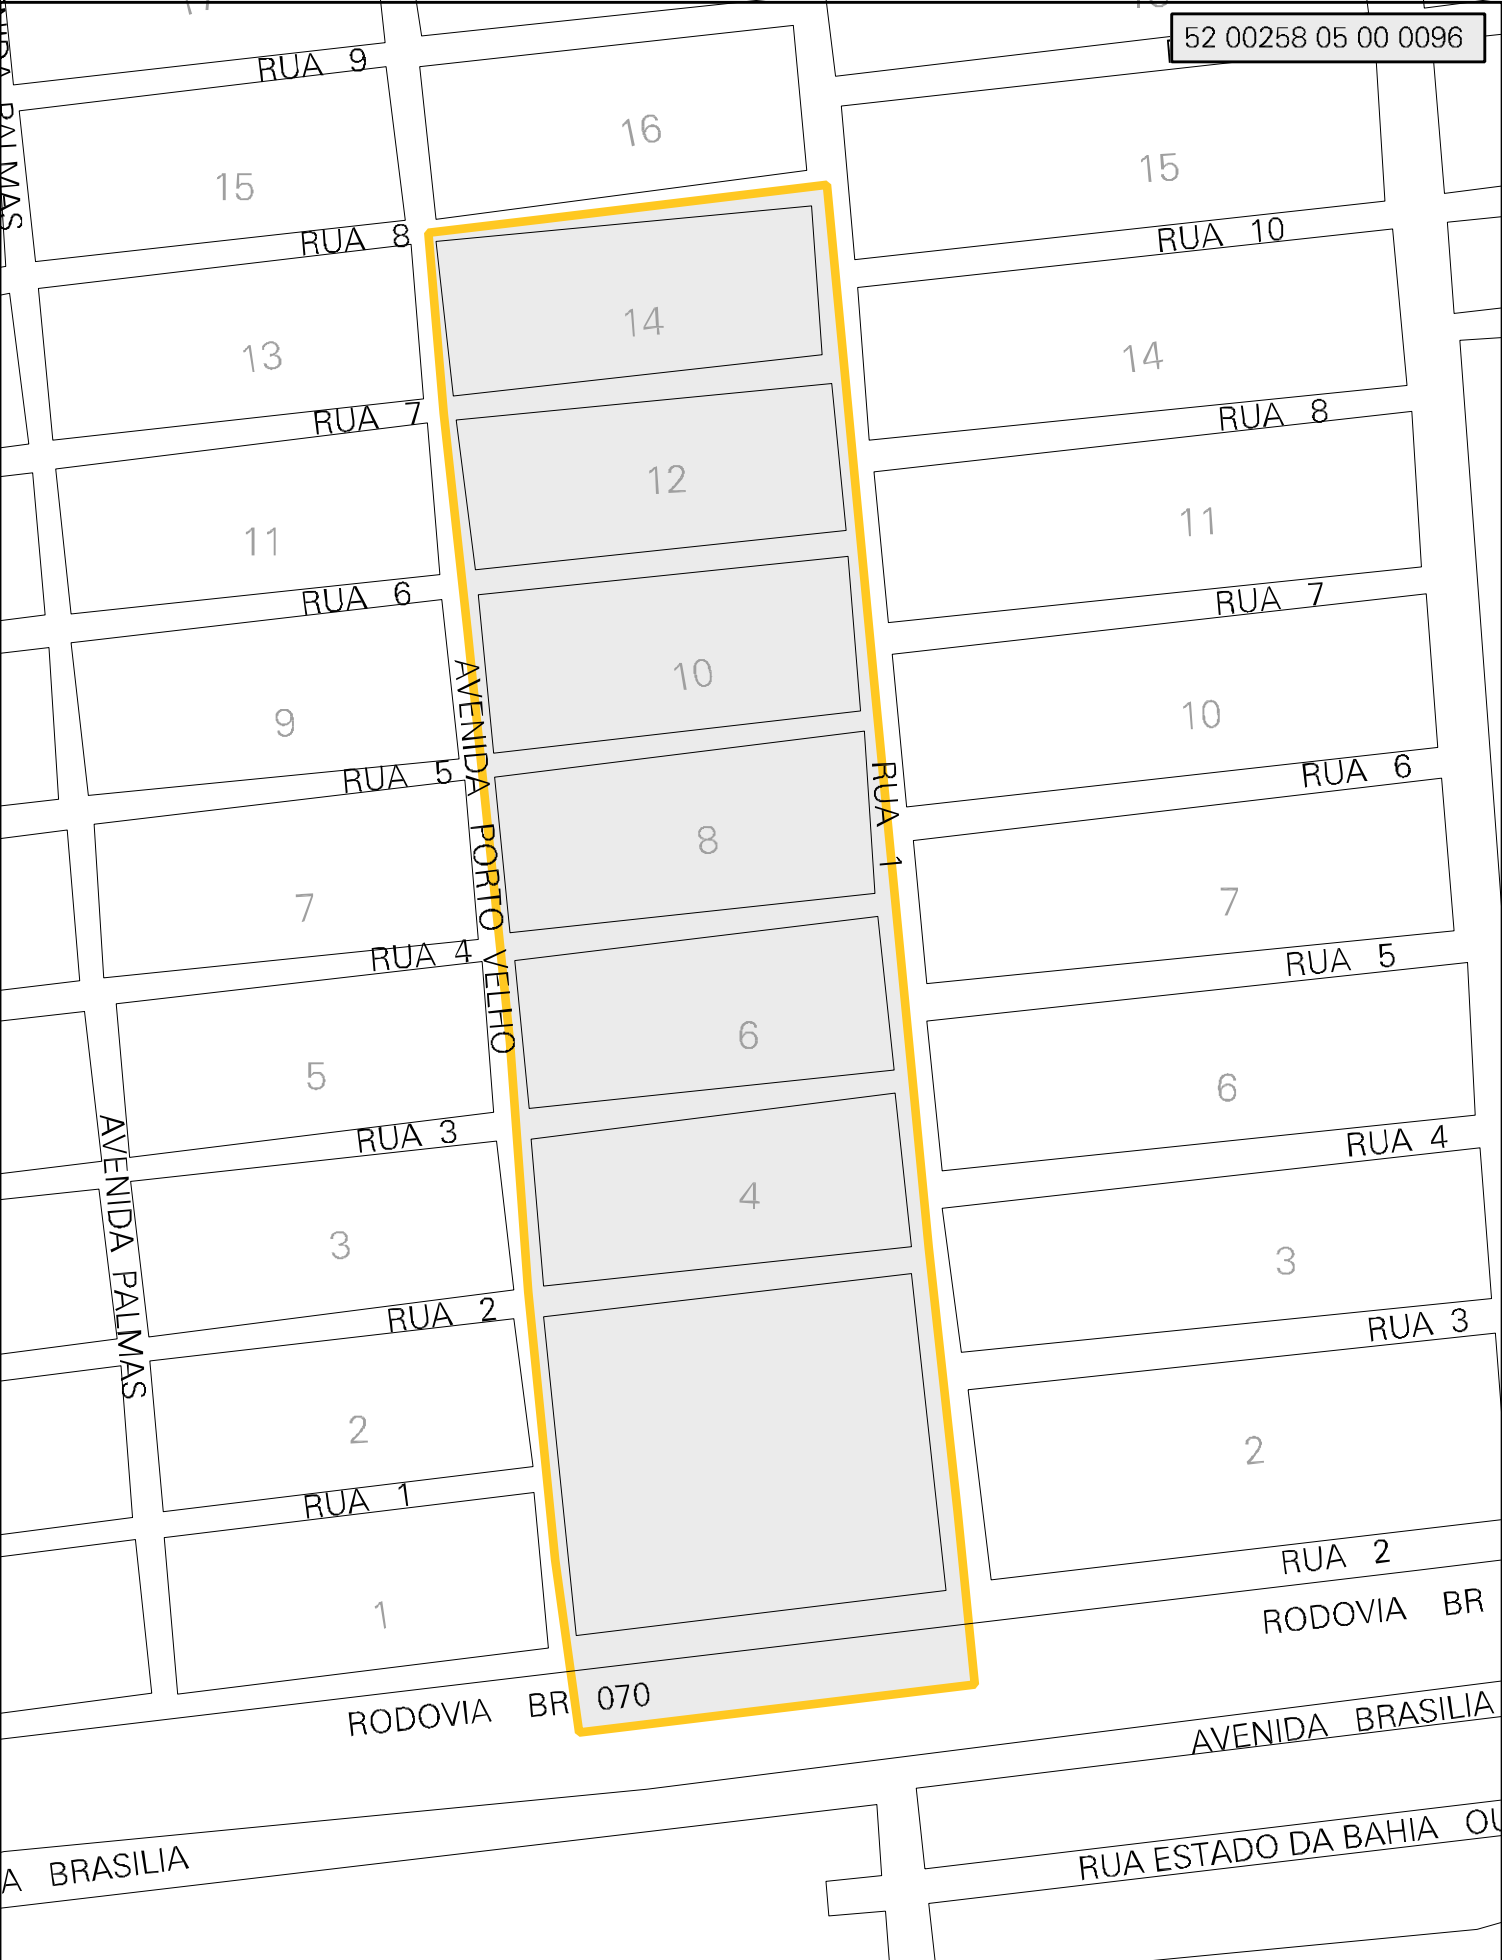 52 00258 05 00 0096
RUA 9
16
15
15
PALMAS
RUA 8
RUA 10
14
13
14
RUA 7
RUA 8
12
11
11
RUA 6
RUA 7
10
9
10
AVENIDA PORTO VELHO
RUA 1
RUA 5
RUA 6
8
7
7
RUA 4
RUA 5
6
5
6
AVENIDA PALMAS
RUA 3
RUA 4
4
3
3
RUA 2
RUA 3
2
2
RUA 1
RUA 2
1
RODOVIA BR
RODOVIA BR 070
AVENIDA BRASILIA
A BRASILIA
RUA ESTADO DA BAHIA OU